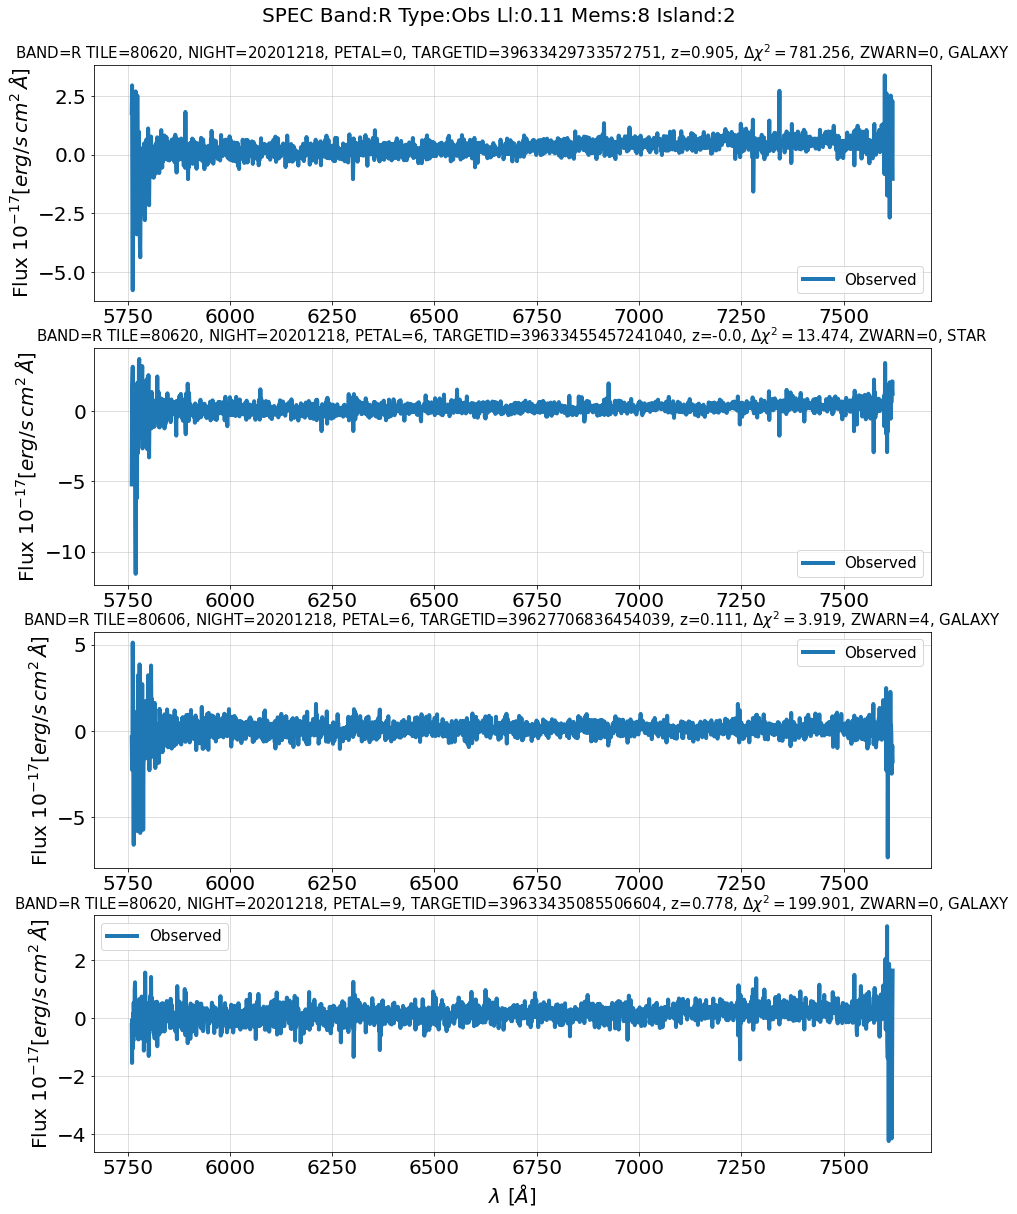 SPEC Band:R Type:Obs Ll:0.11 Mems:8 Island:2
BAND=R TILE=80620, NIGHT=20201218, PETAL=0, TARGETID=39633429733572751, z=0.905, Δχ² = 781.256, ZWARN=0, GALAXY
Flux 10⁻¹⁷[erg/s cm² Å]
2.5
0.0
−2.5
−5.0
Observed
5750 6000 6250 6500 6750 7000 7250 7500
BAND=R TILE=80620, NIGHT=20201218, PETAL=6, TARGETID=39633455457241040, z=-0.0, Δχ² = 13.474, ZWARN=0, STAR
Flux 10⁻¹⁷[erg/s cm² Å]
0
−5
−10
Observed
5750 6000 6250 6500 6750 7000 7250 7500
BAND=R TILE=80606, NIGHT=20201218, PETAL=6, TARGETID=39627706836454039, z=0.111, Δχ² = 3.919, ZWARN=4, GALAXY
Flux 10⁻¹⁷[erg/s cm² Å]
5
0
−5
Observed
5750 6000 6250 6500 6750 7000 7250 7500
BAND=R TILE=80620, NIGHT=20201218, PETAL=9, TARGETID=39633435085506604, z=0.778, Δχ² = 199.901, ZWARN=0, GALAXY
Flux 10⁻¹⁷[erg/s cm² Å]
2
0
−2
−4
Observed
5750 6000 6250 6500 6750 7000 7250 7500
λ [Å]